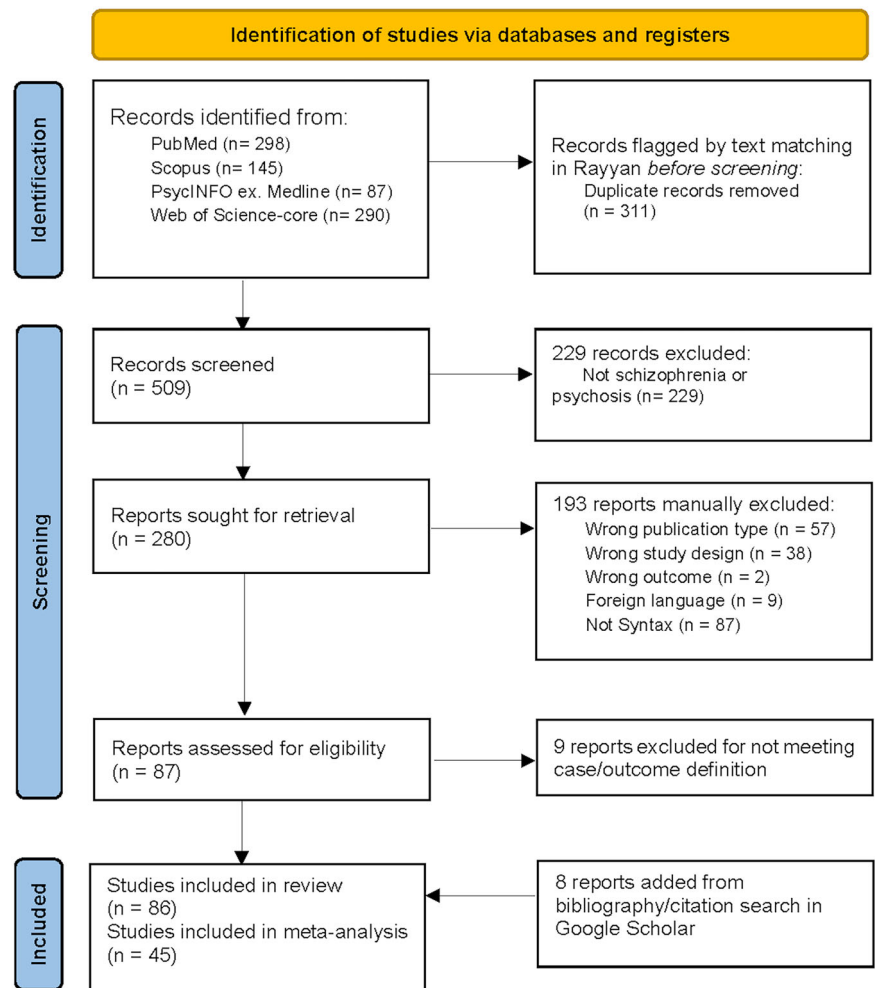 Identification of studies via databases and registers
Identification
Records identified from:
PubMed (n= 298)
Scopus (n= 145)
PsycINFO ex. Medline (n= 87)
Web of Science-core (n= 290)
Records flagged by text matching
in Rayyan before screening:
Duplicate records removed
(n = 311)
Screening
Records screened
(n = 509)
229 records excluded:
Not schizophrenia or
psychosis (n= 229)
Reports sought for retrieval
(n = 280)
193 reports manually excluded:
Wrong publication type (n = 57)
Wrong study design (n = 38)
Wrong outcome (n = 2)
Foreign language (n = 9)
Not Syntax (n = 87)
Reports assessed for eligibility
(n = 87)
9 reports excluded for not meeting
case/outcome definition
Included
Studies included in review
(n = 86)
Studies included in meta-analysis
(n = 45)
8 reports added from
bibliography/citation search in
Google Scholar